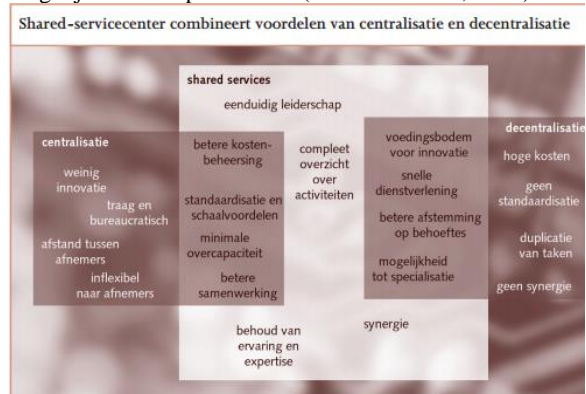 Shared-servicecenter combineert voordelen van centralisatie en decentralisatie
shared services
eenduidig leiderschap
centralisatie
weinig
innovatie
traag en
bureaucratisch
afstand tussen
afnemers
inflexibel
naar afnemers
betere kosten-
beheersing
standaardisatie en
schaalvoordelen
minimale
overcapaciteit
betere
samenwerking
compleet
overzicht
over
activiteiten
voedingsbodem
voor innovatie
snelle
dienstverlening
betere afstemming
op behoeftes
mogelijkheid
tot specialisatie
decentralisatie
hoge kosten
geen
standaardisatie
duplicatie
van taken
geen synergie
behoud van
ervaring en
expertise
synergie